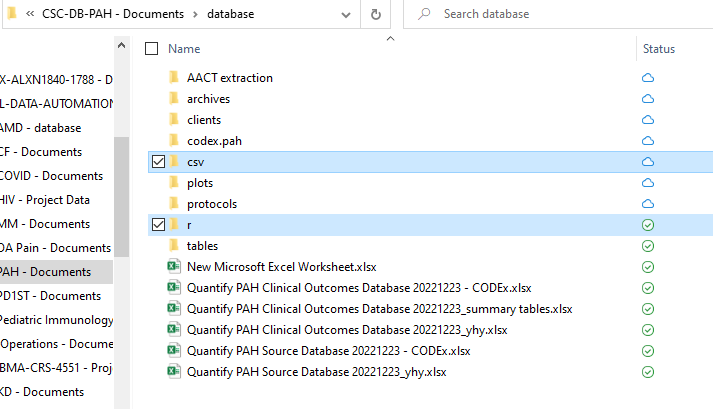 « CSC-DB-PAH - Documents > database
Search database
Name
Status
X-ALXN1840-1788 - D
L-DATA-AUTOMATION
AMD - database
CF - Documents
COVID - Documents
HIV - Project Data
MM - Documents
OA Pain - Documents
PAH - Documents
PD1ST - Documents
Pediatric Immunology
Operations - Docume
BMA-CRS-4551 - Proj
KD - Documents
AACT extraction
archives
clients
codex.pah
csv
plots
protocols
r
tables
New Microsoft Excel Worksheet.xlsx
Quantify PAH Clinical Outcomes Database 20221223 - CODEx.xlsx
Quantify PAH Clinical Outcomes Database 20221223_summary tables.xlsx
Quantify PAH Clinical Outcomes Database 20221223_yhy.xlsx
Quantify PAH Source Database 20221223 - CODEx.xlsx
Quantify PAH Source Database 20221223_yhy.xlsx